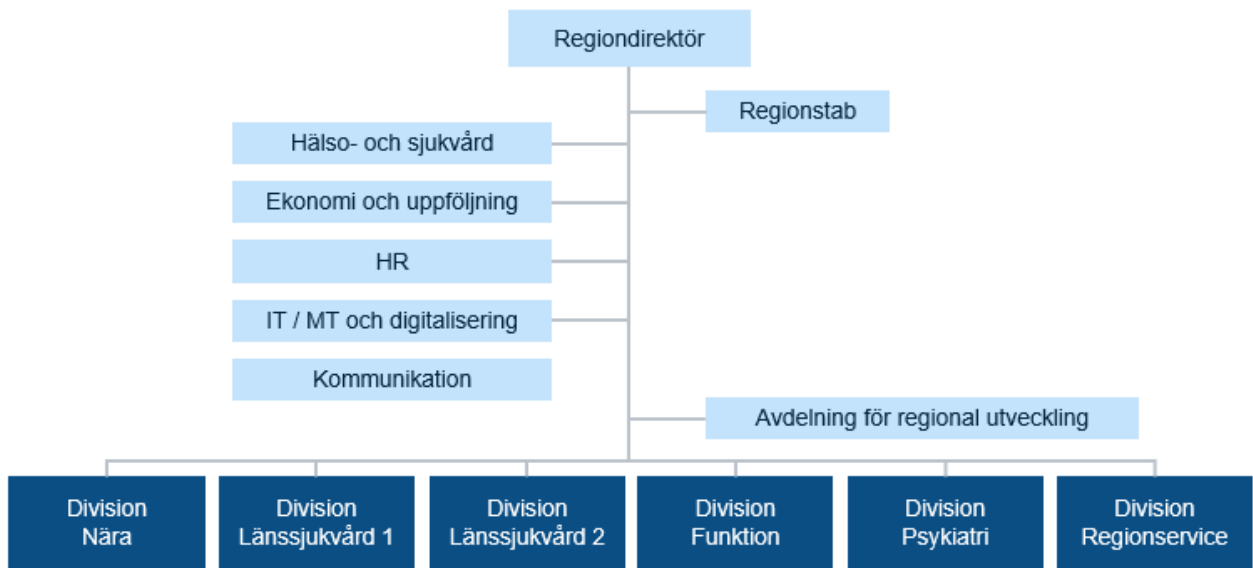 Regiondirektör
Regionstab
Hälso- och sjukvård
Ekonomi och uppföljning
HR
IT / MT och digitalisering
Kommunikation
Avdelning för regional utveckling
Division
Nära
Division
Länssjukvård 1
Division
Länssjukvård 2
Division
Funktion
Division
Psykiatri
Division
Regionservice